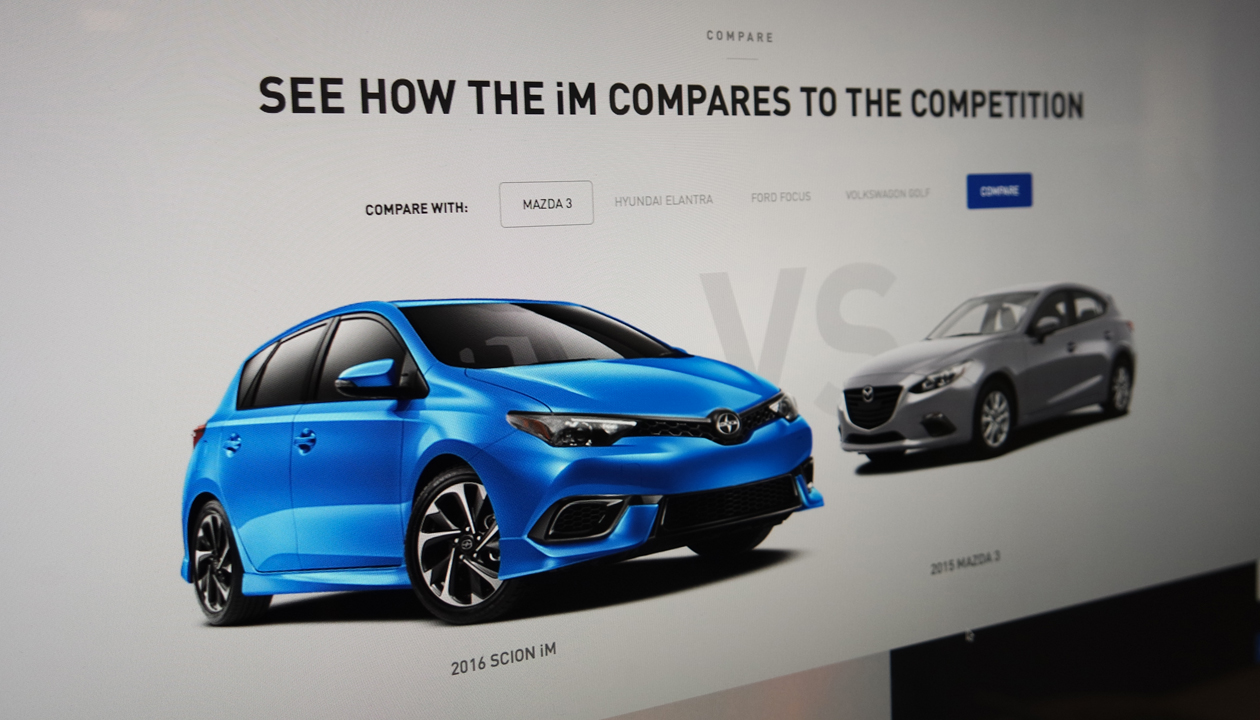 COMPARE
SEE HOW THE iM COMPARES TO THE COMPETITION
COMPARE WITH: MAZDA 3 HYUNDAI ELANTRA FORD FOCUS VOLKSWAGON GOLF COMPARE
VS
2015 MAZDA 3
2016 SCION iM